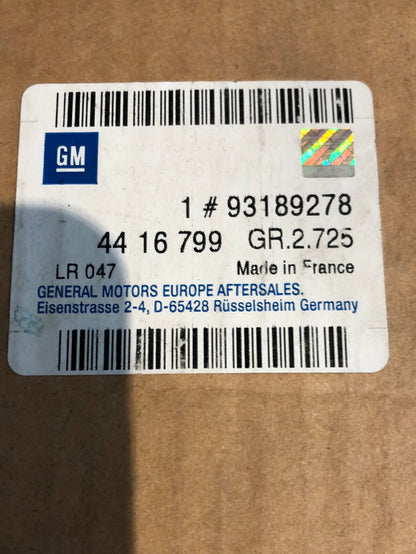 GM
1 # 93189278
44 16 799 GR.2.725
LR 047 Made in France
GENERAL MOTORS EUROPE AFTERSALES.
Eisenstrasse 2-4, D-65428 Rüsselsheim Germany